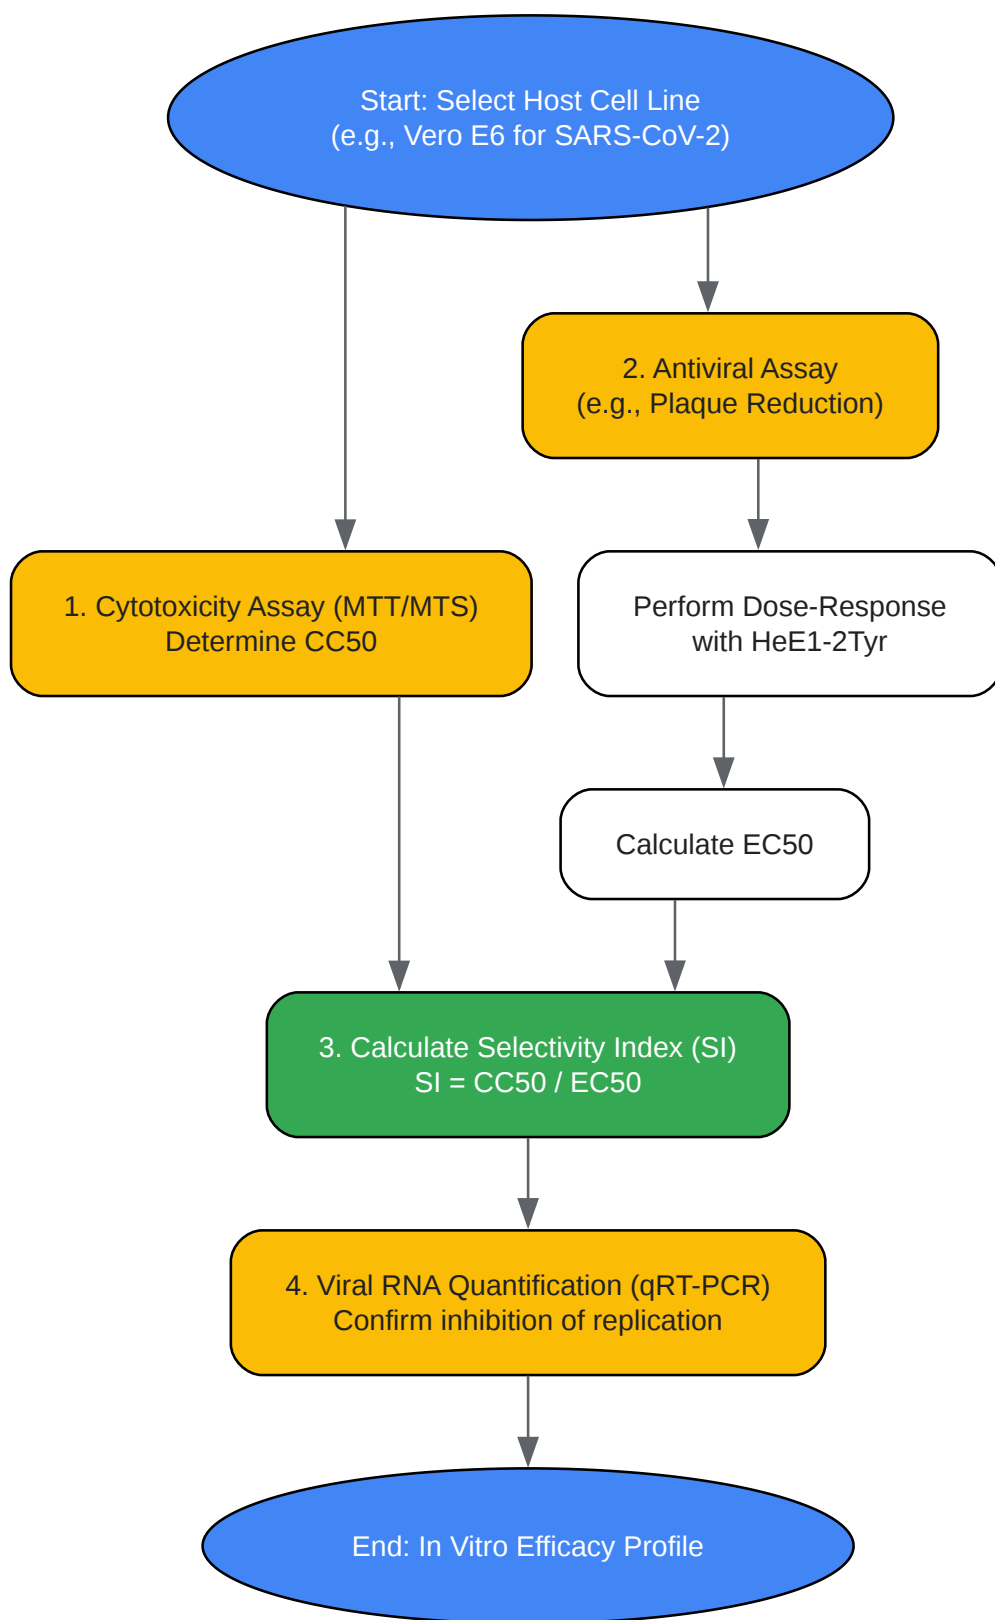 Start: Select Host Cell Line
(e.g., Vero E6 for SARS-CoV-2)
2. Antiviral Assay
(e.g., Plaque Reduction)
1. Cytotoxicity Assay (MTT/MTS)
Determine CC50
Perform Dose-Response
with HeE1-2Tyr
Calculate EC50
3. Calculate Selectivity Index (SI)
SI = CC50 / EC50
4. Viral RNA Quantification (qRT-PCR)
Confirm inhibition of replication
End: In Vitro Efficacy Profile